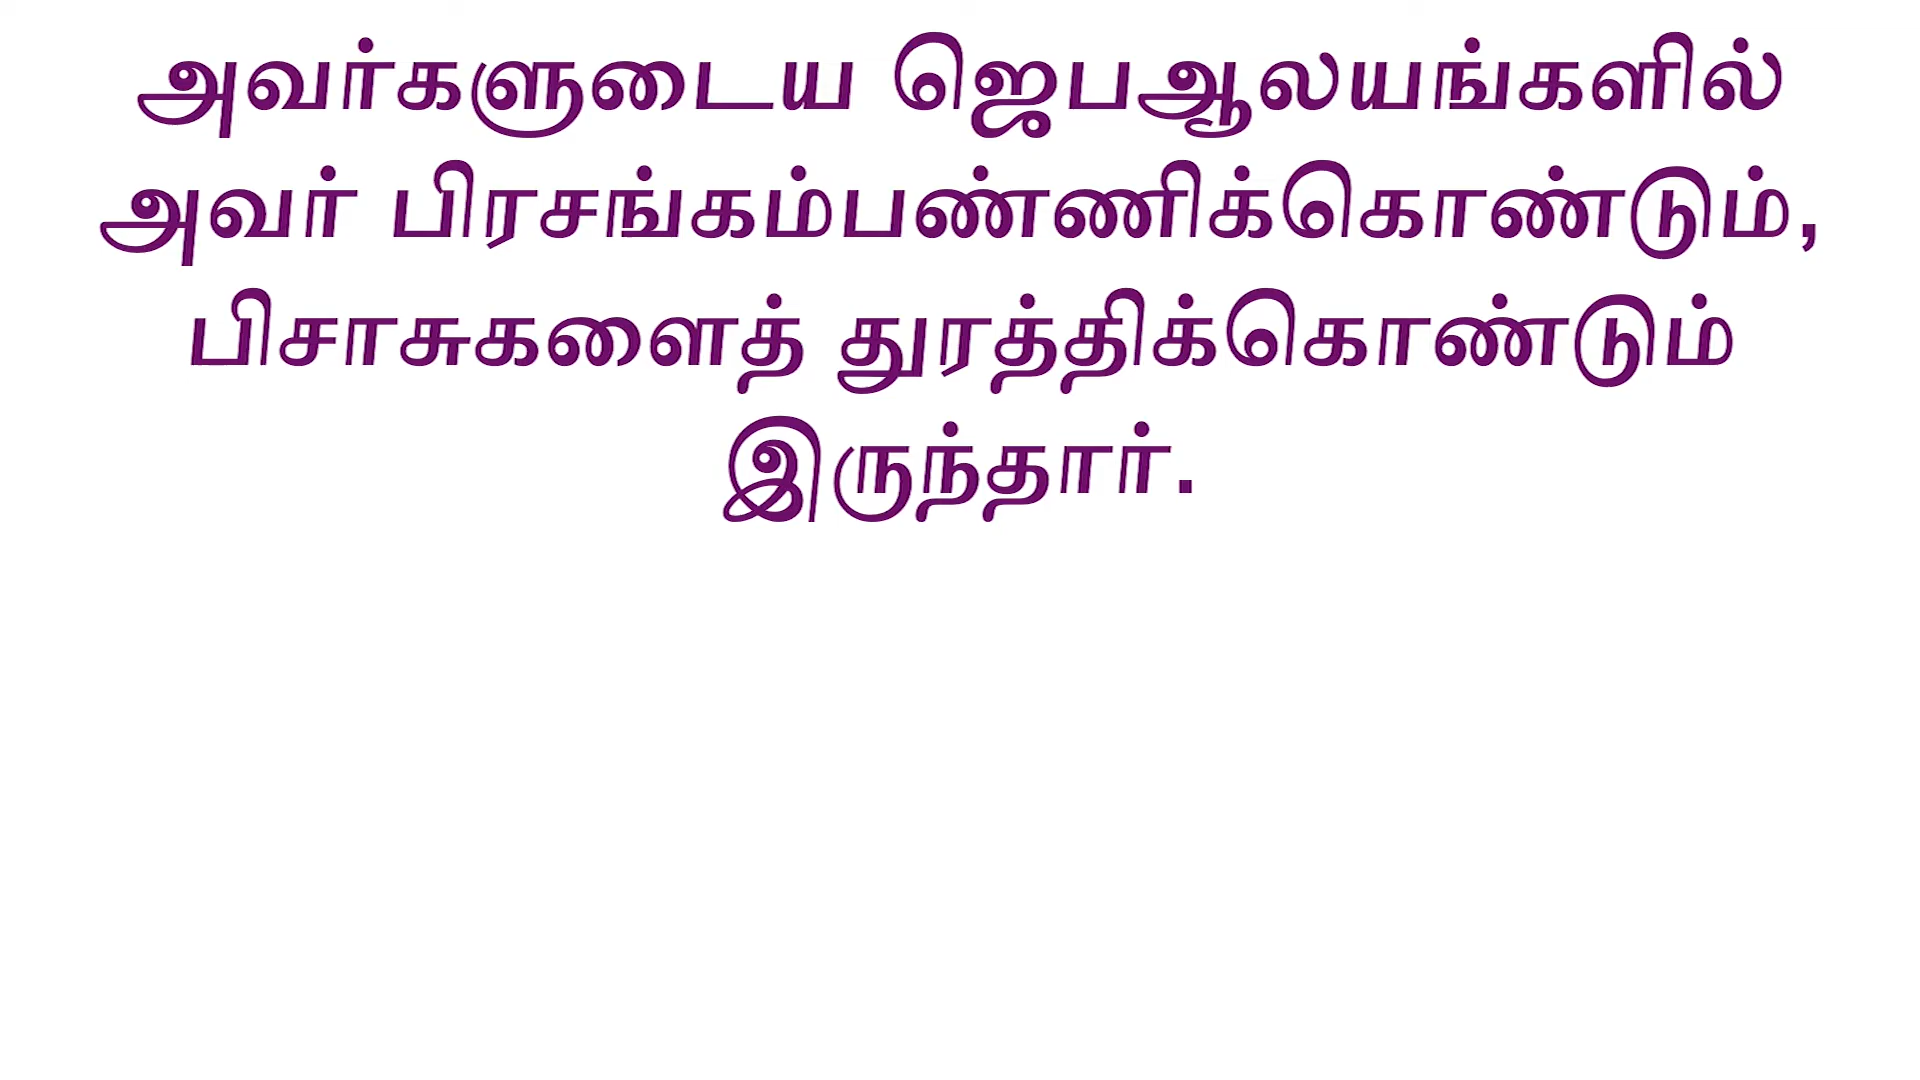 அவர்களுடைய ஜெபஆலயங்களில்
அவர் பிரசங்கம்பண்ணிக்கொண்டும்,
பிசாசுகளைத் துரத்திக்கொண்டும்
இருந்தார்.